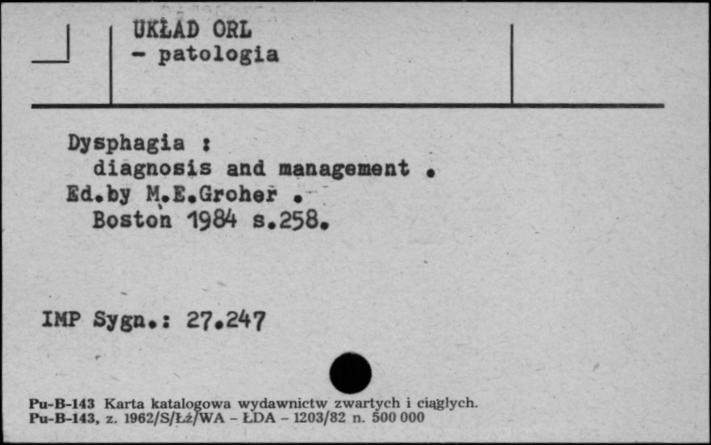 UKŁAD ORL
- patologia
Dysphagia :
diagnosis and management .
Ed.by M.E.Groher .
Boston 1984 s.258.
IMP Sygn.: 27.247
Pu-B-143 Karta katalogowa wydawnictw zwartych i ciągłych.
Pu-B-143, z. 1962/S/Łż/WA - ŁDA - 1203/82 n. 500 000